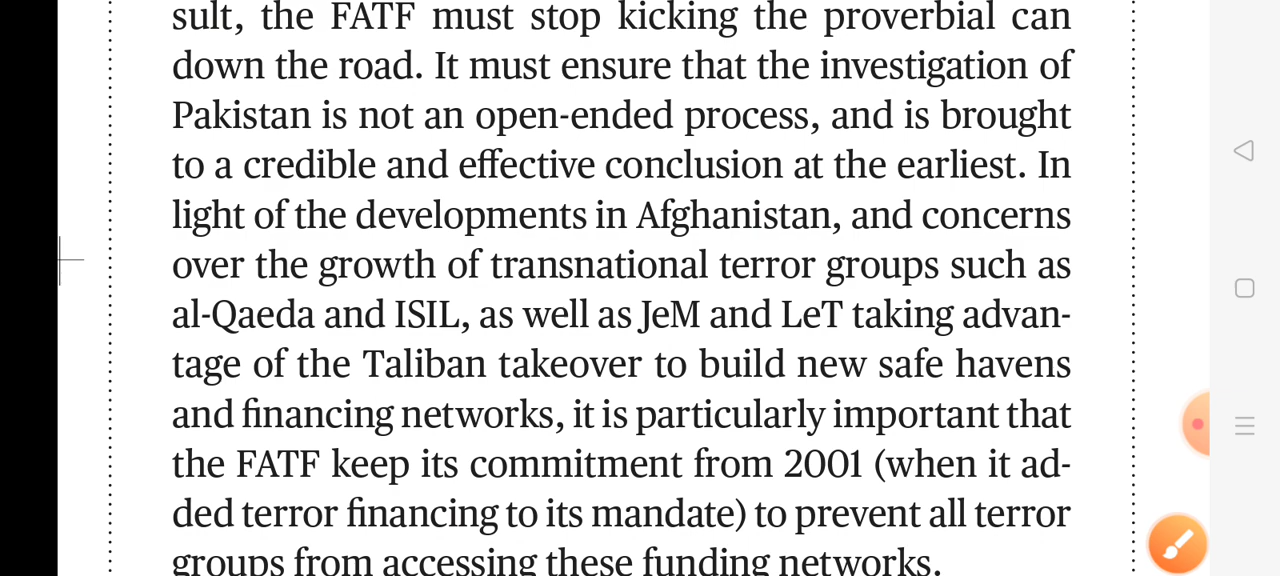 sult, the FATF must stop kicking the proverbial can
down the road. It must ensure that the investigation of
Pakistan is not an open-ended process, and is brought
to a credible and effective conclusion at the earliest. In
light of the developments in Afghanistan, and concerns
over the growth of transnational terror groups such as
al-Qaeda and ISIL, as well as JeM and LeT taking advan-
tage of the Taliban takeover to build new safe havens
and financing networks, it is particularly important that
the FATF keep its commitment from 2001 (when it ad-
ded terror financing to its mandate) to prevent all terror
groups from accessing these funding networks.